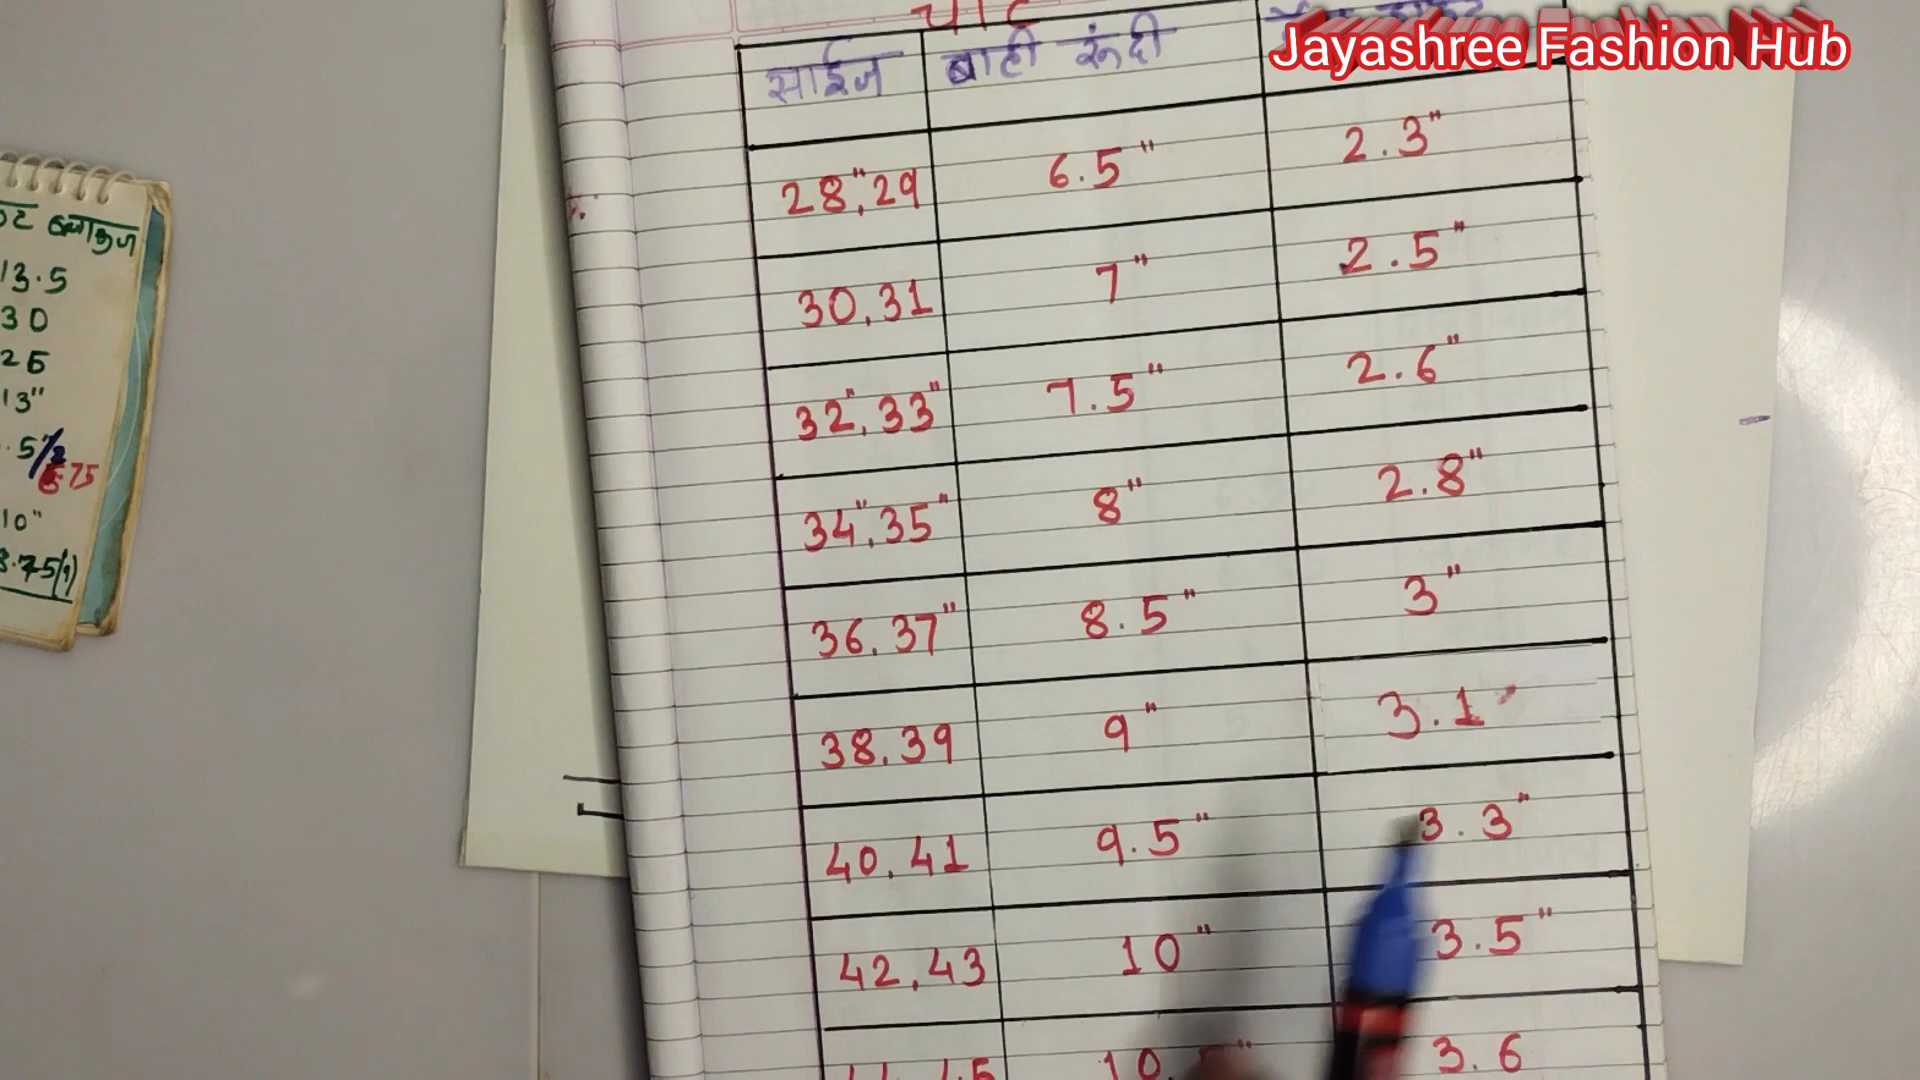 Jayashree Fashion Hub
चार्ट
साईज बाही रुंदी
28",29 6.5" 2.3"
30,31 7" 2.5"
32",33" 7.5" 2.6"
34",35" 8" 2.8"
36.37" 8.5" 3"
38.39 9" 3.1
40.41 9.5" 3.3"
42,43 10" 3.5"
3.6
13.5
30
13"
6.75
10"